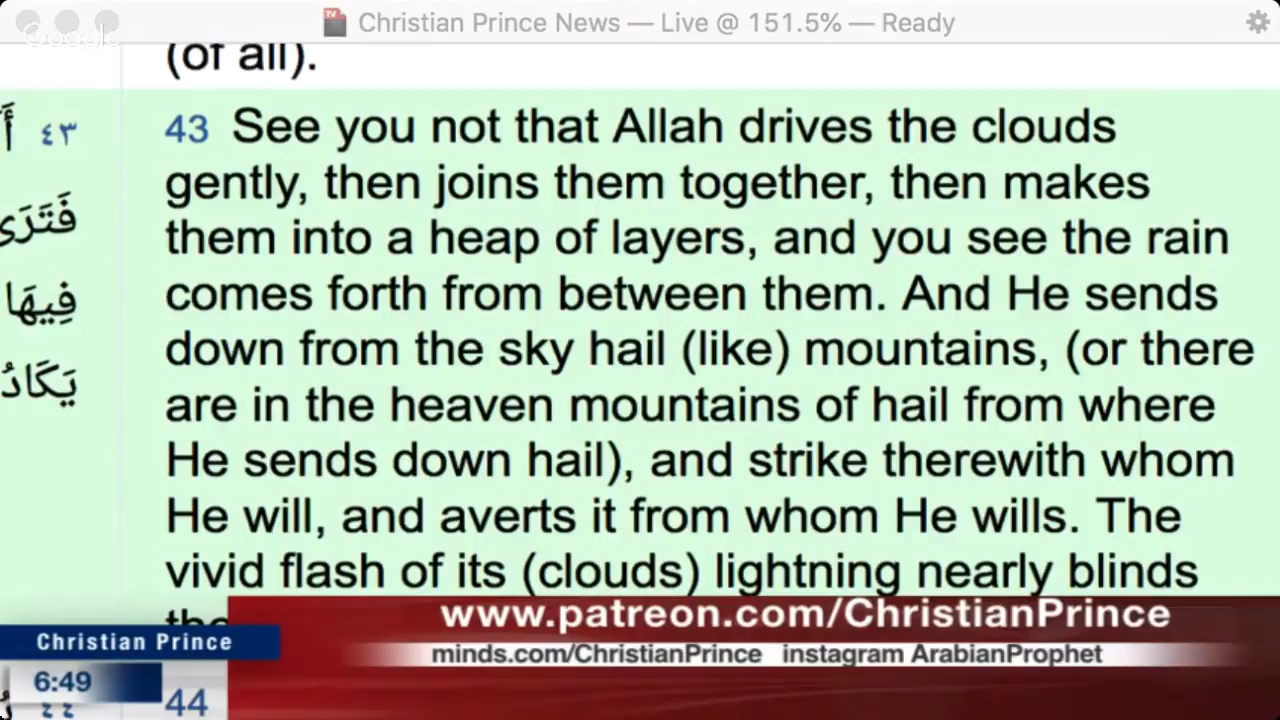 Christian Prince News — Live @ 151.5% — Ready
Google
(of all).
43 See you not that Allah drives the clouds
gently, then joins them together, then makes
them into a heap of layers, and you see the rain
comes forth from between them. And He sends
down from the sky hail (like) mountains, (or there
are in the heaven mountains of hail from where
He sends down hail), and strike therewith whom
He will, and averts it from whom He wills. The
vivid flash of its (clouds) lightning nearly blinds
٤٣
فَتَرَى
فِيهَا
يَكَادُ
www.patreon.com/ChristianPrince
Christian Prince
minds.com/ChristianPrince instagram ArabianProphet
6:49
44
٤٤